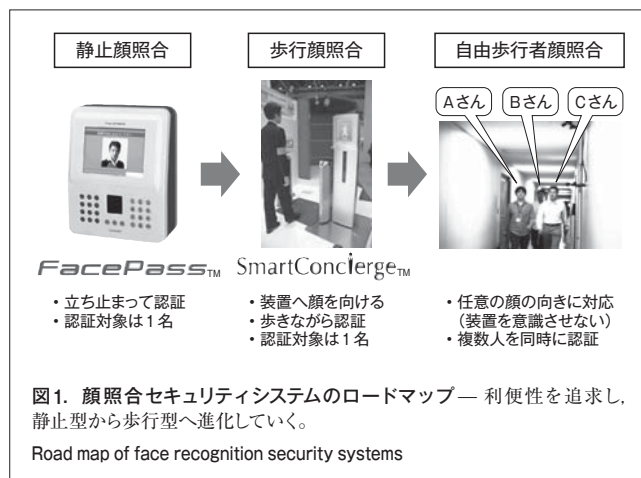 静止顔照合
歩行顔照合
自由歩行者顔照合
Aさん
Bさん
Cさん
FacePass™
SmartConcierge™
・立ち止まって認証
・認証対象は1名
・装置へ顔を向ける
・歩きながら認証
・認証対象は1名
・任意の顔の向きに対応
（装置を意識させない）
・複数人を同時に認証
図1. 顔照合セキュリティシステムのロードマップ — 利便性を追求し,
静止型から歩行型へ進化していく。
Road map of face recognition security systems